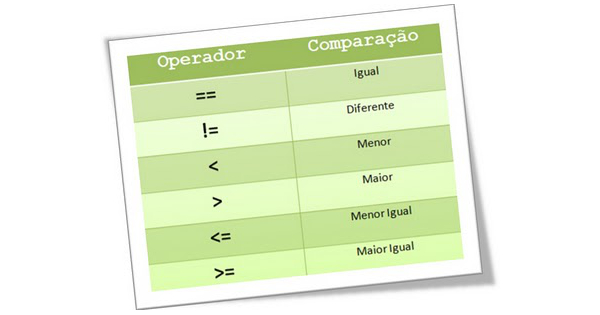 Operador Comparação
== Igual
!= Diferente
< Menor
> Maior
<= Menor Igual
>= Maior Igual